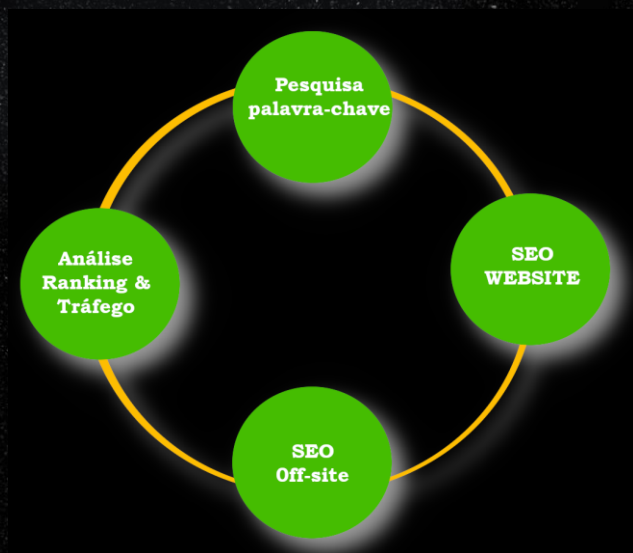 Pesquisa
palavra-chave
SEO
WEBSITE
Análise
Ranking &
Tráfego
SEO
Off-site